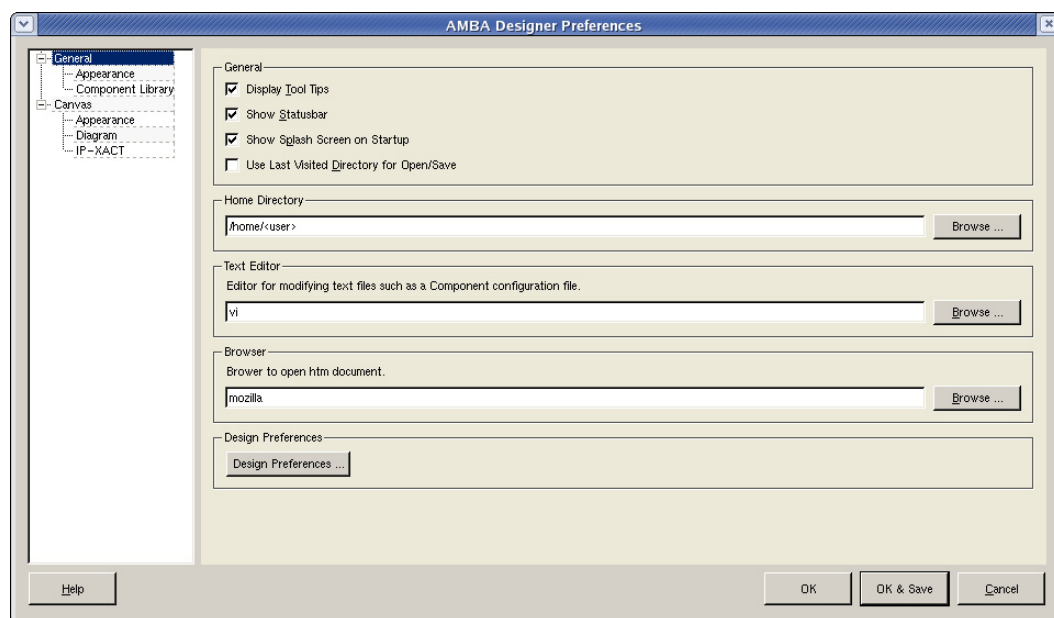 AMBA Designer Preferences
General
Appearance
Component Library
Canvas
Appearance
Diagram
IP-XACT
General
Display Tool Tips
Show Statusbar
Show Splash Screen on Startup
Use Last Visited Directory for Open/Save
Home Directory
/home/<user>
Browse ...
Text Editor
Editor for modifying text files such as a Component configuration file.
vi
Browse ...
Browser
Brower to open htm document.
mozilla
Browse ...
Design Preferences
Design Preferences ...
Help
OK
OK & Save
Cancel